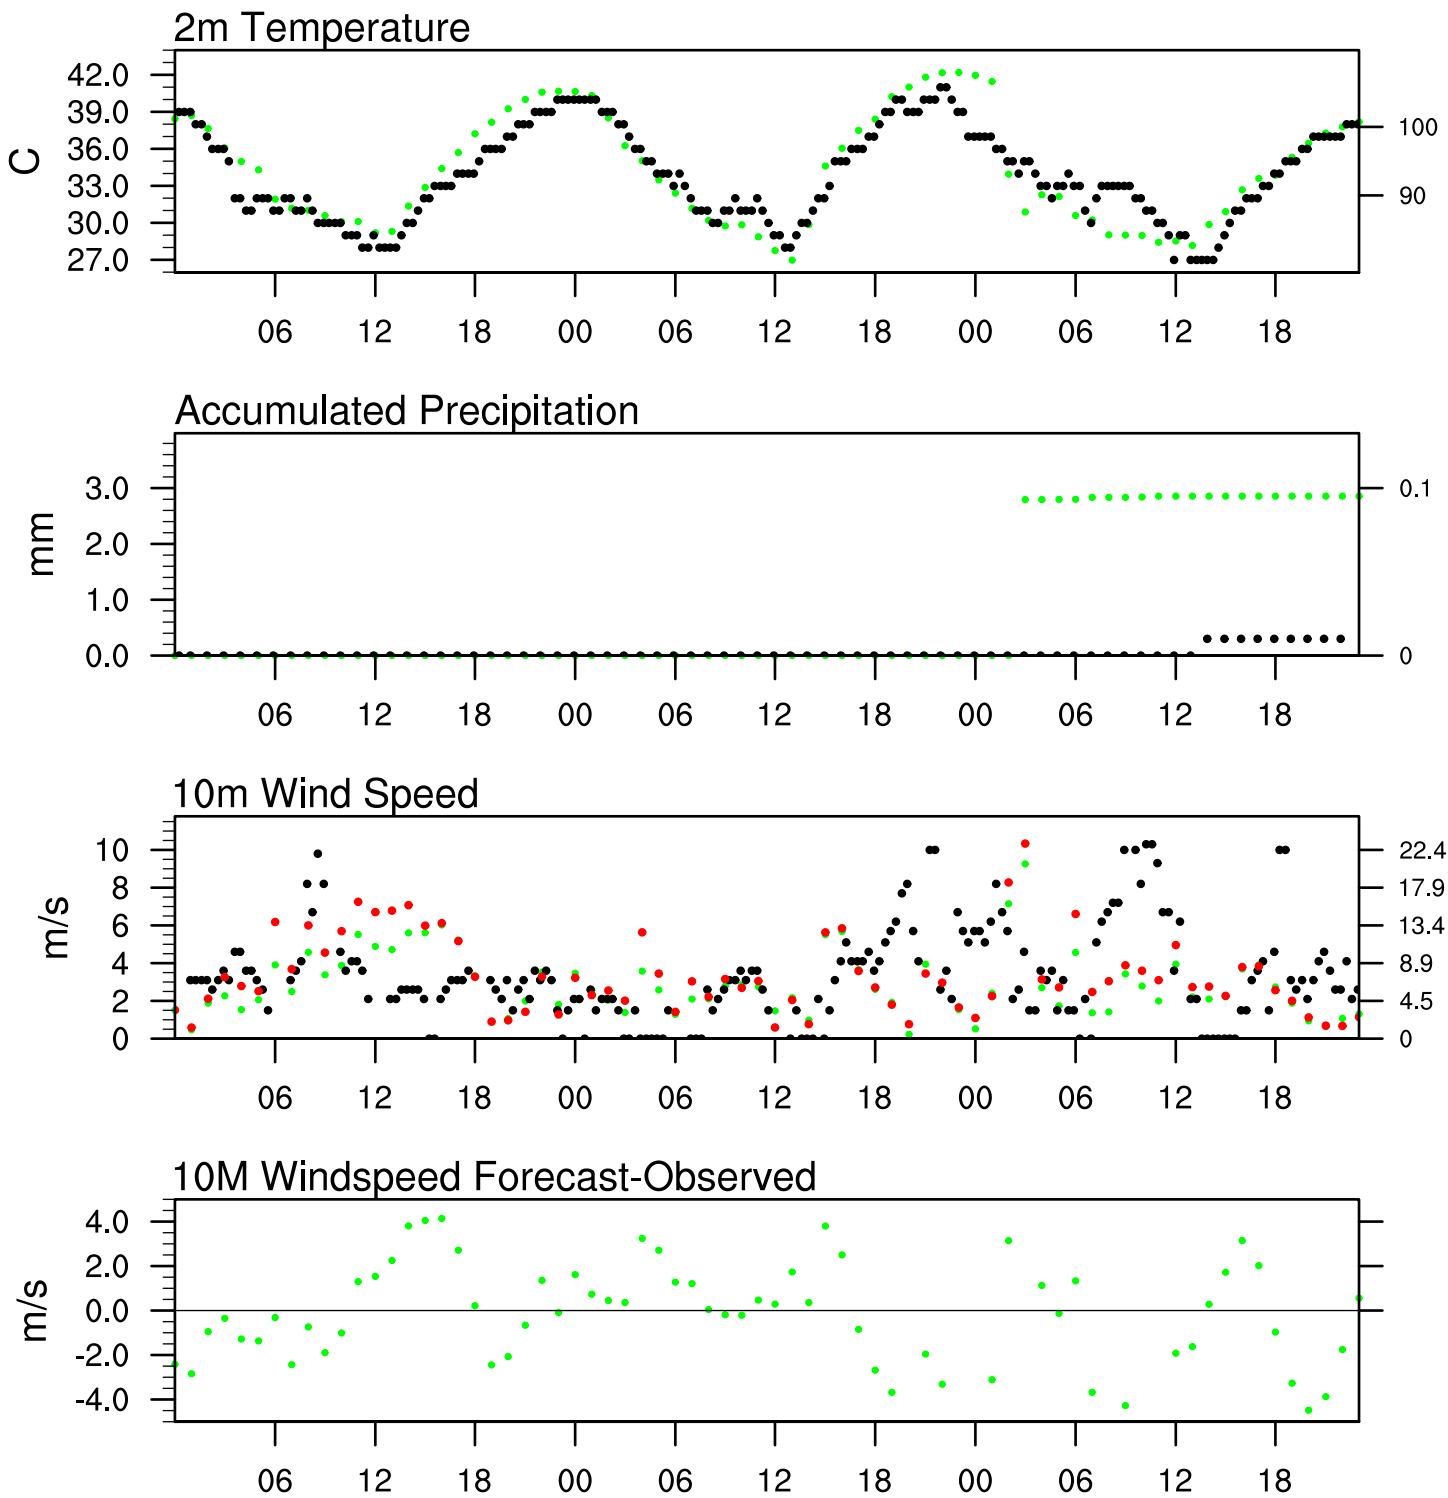 2m Temperature
C
42.0
39.0
36.0
33.0
30.0
27.0
100
90
06 12 18 00 06 12 18 00 06 12 18
Accumulated Precipitation
mm
3.0
2.0
1.0
0.0
0.1
0
06 12 18 00 06 12 18 00 06 12 18
10m Wind Speed
m/s
10
8
6
4
2
0
22.4
17.9
13.4
8.9
4.5
0
06 12 18 00 06 12 18 00 06 12 18
10M Windspeed Forecast-Observed
m/s
4.0
2.0
0.0
-2.0
-4.0
06 12 18 00 06 12 18 00 06 12 18